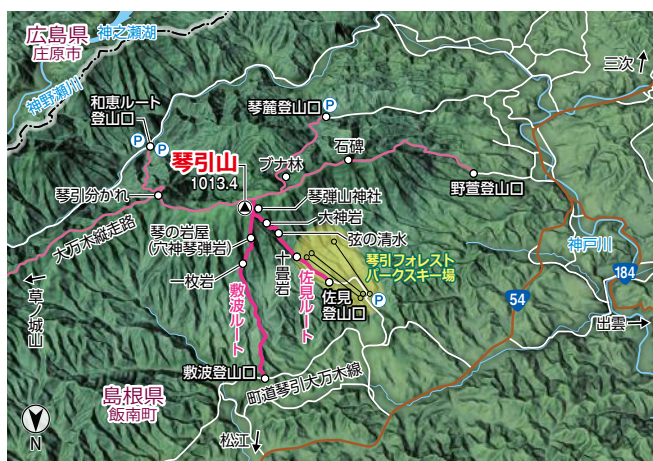 広島県
庄原市
神之瀬湖
神野瀬川
和恵ルート
登山口
P
P
P
琴麓登山口
三次
石碑
ブナ林
琴引山
1013.4
野萱登山口
琴引分かれ
琴弾山神社
大神岩
大万木縦走路
琴の岩屋
(穴神琴弾岩)
弦の清水
神戸川
琴引フォレスト
パークスキー場
184
一枚岩
十畳岩
佐見ルート
佐見
登山口
P
54
草ノ城山
敷波ルート
出雲
敷波登山口
町道琴引大万木線
島根県
飯南町
松江
N